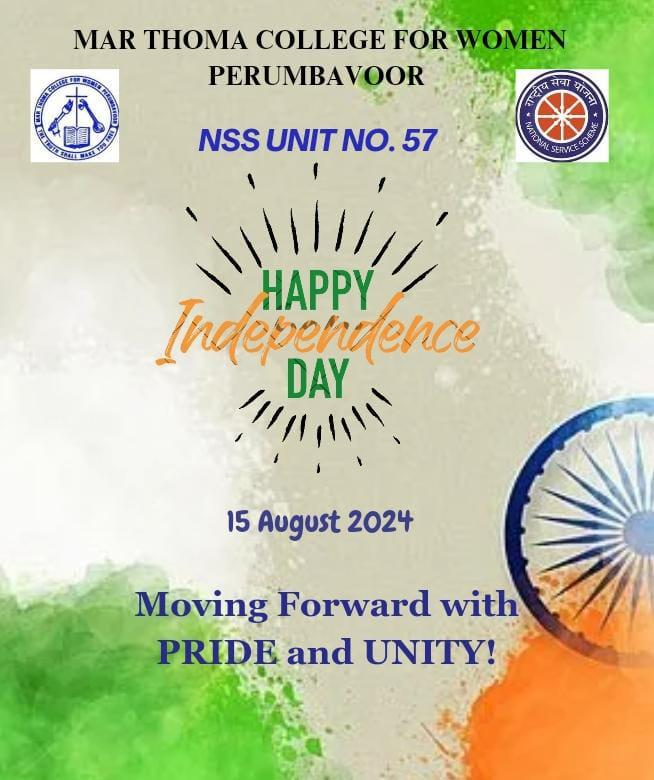 MAR THOMA COLLEGE FOR WOMEN
PERUMBAVOOR
MAR THOMA COLLEGE FOR WOMEN PERUMBAVOOR
THE TRUTH SHALL MAKE YOU FREE
राष्ट्रीय सेवा योजना
NATIONAL SERVICE SCHEME
NSS UNIT NO. 57
HAPPY
Independence
DAY
15 August 2024
Moving Forward with
PRIDE and UNITY!